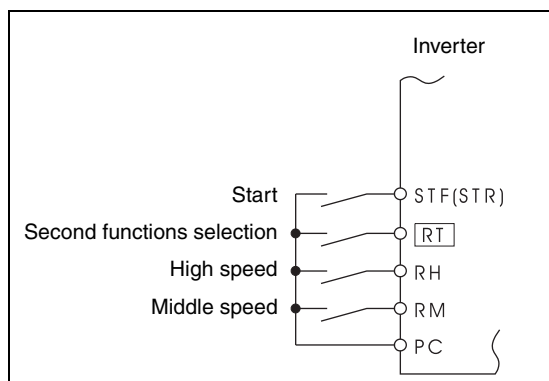 Inverter
Start STF(STR)
Second functions selection RT
High speed RH
Middle speed RM
PC